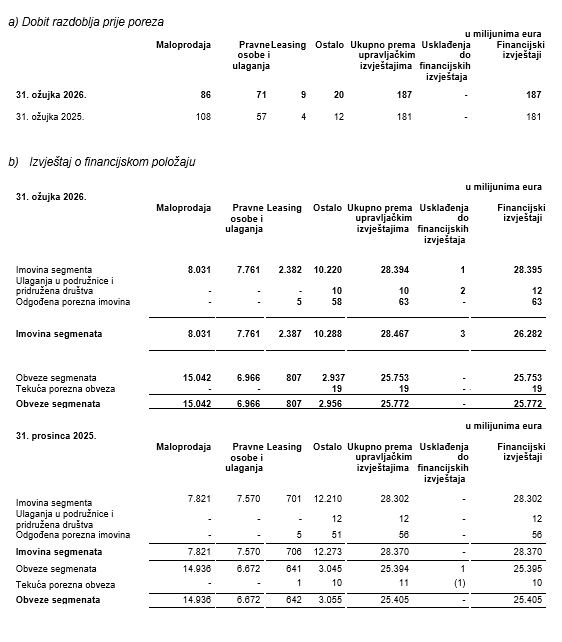 a) Dobit razdoblja prije poreza
u milijunima eura
Maloprodaja Pravne osobe i ulaganja Leasing Ostalo Ukupno prema upravljačkim izvještajima Usklađenja do financijskih izvještaja Financijski izvještaji
31. ožujka 2026. 86 71 9 20 187 - 187
31. ožujka 2025. 108 57 4 12 181 - 181
b) Izvještaj o financijskom položaju
u milijunima eura
31. ožujka 2026.
Maloprodaja Pravne osobe i ulaganja Leasing Ostalo Ukupno prema upravljačkim izvještajima Usklađenja do financijskih izvještaja Financijski izvještaji
Imovina segmenta 8.031 7.761 2.382 10.220 28.394 1 28.395
Ulaganja u podružnice i
pridružena društva - - - 10 10 2 12
Odgođena porezna imovina - - 5 58 63 - 63
Imovina segmenata 8.031 7.761 2.387 10.288 28.467 3 26.282
Obveze segmenata 15.042 6.966 807 2.937 25.753 - 25.753
Tekuća porezna obveza - - - 19 19 - 19
Obveze segmenata 15.042 6.966 807 2.956 25.772 - 25.772
u milijunima eura
31. prosinca 2025.
Maloprodaja Pravne osobe i ulaganja Leasing Ostalo Ukupno prema upravljačkim izvještajima Usklađenja do financijskih izvještaja Financijski izvještaji
Imovina segmenta 7.821 7.570 701 12.210 28.302 - 28.302
Ulaganja u podružnice i
pridružena društva - - - 12 12 - 12
Odgođena porezna imovina - - 5 51 56 - 56
Imovina segmenata 7.821 7.570 706 12.273 28.370 - 28.370
Obveze segmenata 14.936 6.672 641 3.045 25.394 1 25.395
Tekuća porezna obveza - - 1 10 11 (1) 10
Obveze segmenata 14.936 6.672 642 3.055 25.405 - 25.405